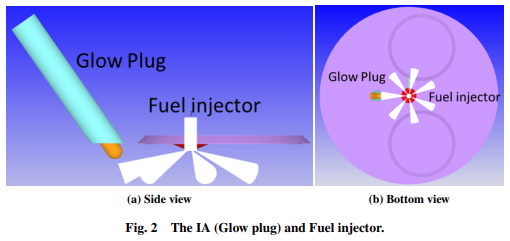 Glow Plug
Fuel injector
Glow Plug
Fuel injector
(a) Side view
(b) Bottom view
Fig. 2 The IA (Glow plug) and Fuel injector.